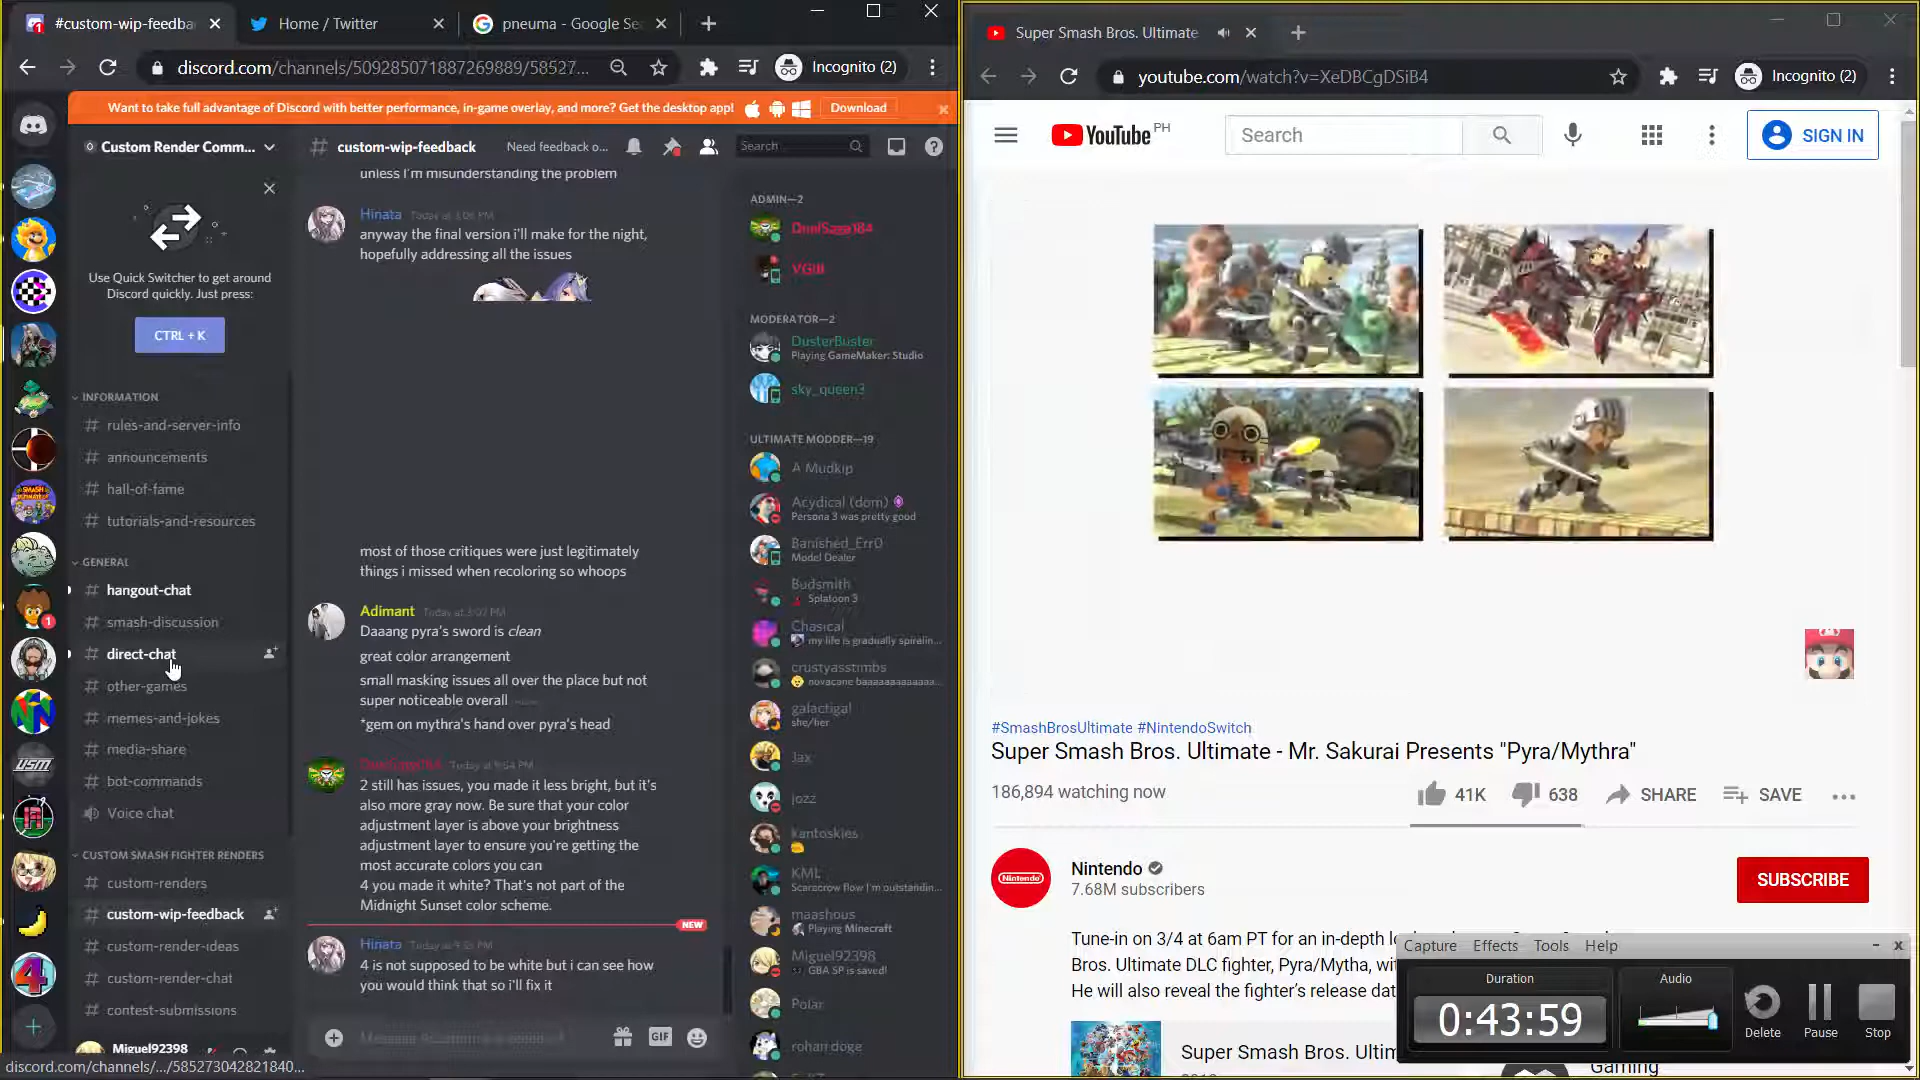 #custom-wip-feedba
Home / Twitter
pneuma - Google Se
discord.com/channels/509285071887269889/58527...
Incognito (2)
Want to take full advantage of Discord with better performance, in-game overlay, and more? Get the desktop app!
Download
Custom Render Comm...
custom-wip-feedback
Need feedback o...
Search
Use Quick Switcher to get around
Discord quickly. Just press:
CTRL + K
INFORMATION
rules-and-server-info
announcements
hall-of-fame
tutorials-and-resources
GENERAL
hangout-chat
smash-discussion
direct-chat
other-games
memes-and-jokes
media-share
bot-commands
Voice chat
CUSTOM SMASH FIGHTER RENDERS
custom-renders
custom-wip-feedback
custom-render-ideas
custom-render-chat
contest-submissions
Miguel92398
discord.com/channels/.../585273042821840...
unless I'm misunderstanding the problem
Hinata Today at 3:06 PM
anyway the final version i'll make for the night,
hopefully addressing all the issues
most of those critiques were just legitimately
things i missed when recoloring so whoops
Adimant Today at 3:07 PM
Daaang pyra's sword is clean
great color arrangement
small masking issues all over the place but not
super noticeable overall
*gem on mythra's hand over pyra's head
DuelSaga184
2 still has issues, you made it less bright, but it's
also more gray now. Be sure that your color
adjustment layer is above your brightness
adjustment layer to ensure you're getting the
most accurate colors you can
4 you made it white? That's not part of the
Midnight Sunset color scheme.
NEW
Hinata
4 is not supposed to be white but i can see how
you would think that so i'll fix it
GIF
ADMIN—2
DuelSaga184
VGIII
MODERATOR—2
DusterBuster
Playing GameMaker: Studio
sky_queen3
ULTIMATE MODDER—19
A Mudkip
Acydical (dom)
Persona 3 was pretty good
Banished_Err0
Model Dealer
Budsmith
Splatoon 3
Chasical
my life is gradually spiralin...
crustyasstimbs
novacane baaaaaaaaaaaaa...
galactigal
she/her
Jax
jozz
kantoskies
KML
Scarscrow flow I'm outstandin...
maashous
Playing Minecraft
Miguel92398
GBA SP is saved!
Polar
rohan doge
Super Smash Bros. Ultimate
youtube.com/watch?v=XeDBCgDSiB4
Incognito (2)
YouTube PH
Search
SIGN IN
#SmashBrosUltimate #NintendoSwitch
Super Smash Bros. Ultimate - Mr. Sakurai Presents "Pyra/Mythra"
186,894 watching now
41K
638
SHARE
SAVE
Nintendo
7.68M subscribers
SUBSCRIBE
Tune-in on 3/4 at 6am PT for an in-depth lo
Bros. Ultimate DLC fighter, Pyra/Mytha, wit
He will also reveal the fighter's release dat
Super Smash Bros. Ultim
Gaming
Capture Effects Tools Help
Duration
Audio
0:43:59
Delete
Pause
Stop